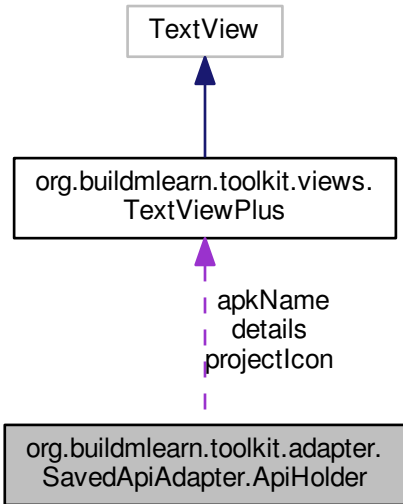 TextView
org.buildmlearn.toolkit.views.
TextViewPlus
apkName
details
projectIcon
org.buildmlearn.toolkit.adapter.
SavedApiAdapter.ApiHolder